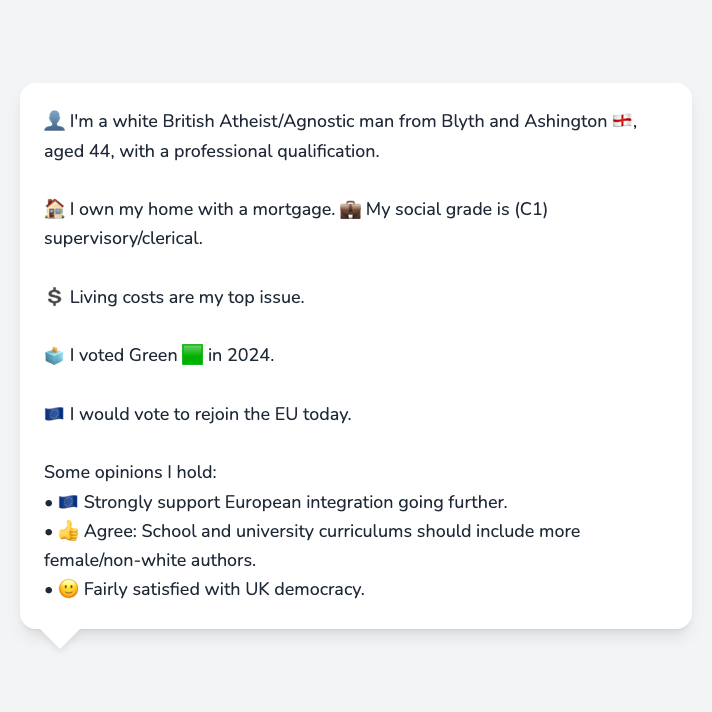 👤 I'm a white British Atheist/Agnostic man from Blyth and Ashington 🏴󠁧󠁢󠁥󠁮󠁧󠁿,
aged 44, with a professional qualification.
🏠 I own my home with a mortgage. 💼 My social grade is (C1)
supervisory/clerical.
💲 Living costs are my top issue.
🗳️ I voted Green 🟩 in 2024.
🇪🇺 I would vote to rejoin the EU today.
Some opinions I hold:
• 🇪🇺 Strongly support European integration going further.
• 👍 Agree: School and university curriculums should include more
female/non-white authors.
• 🙂 Fairly satisfied with UK democracy.